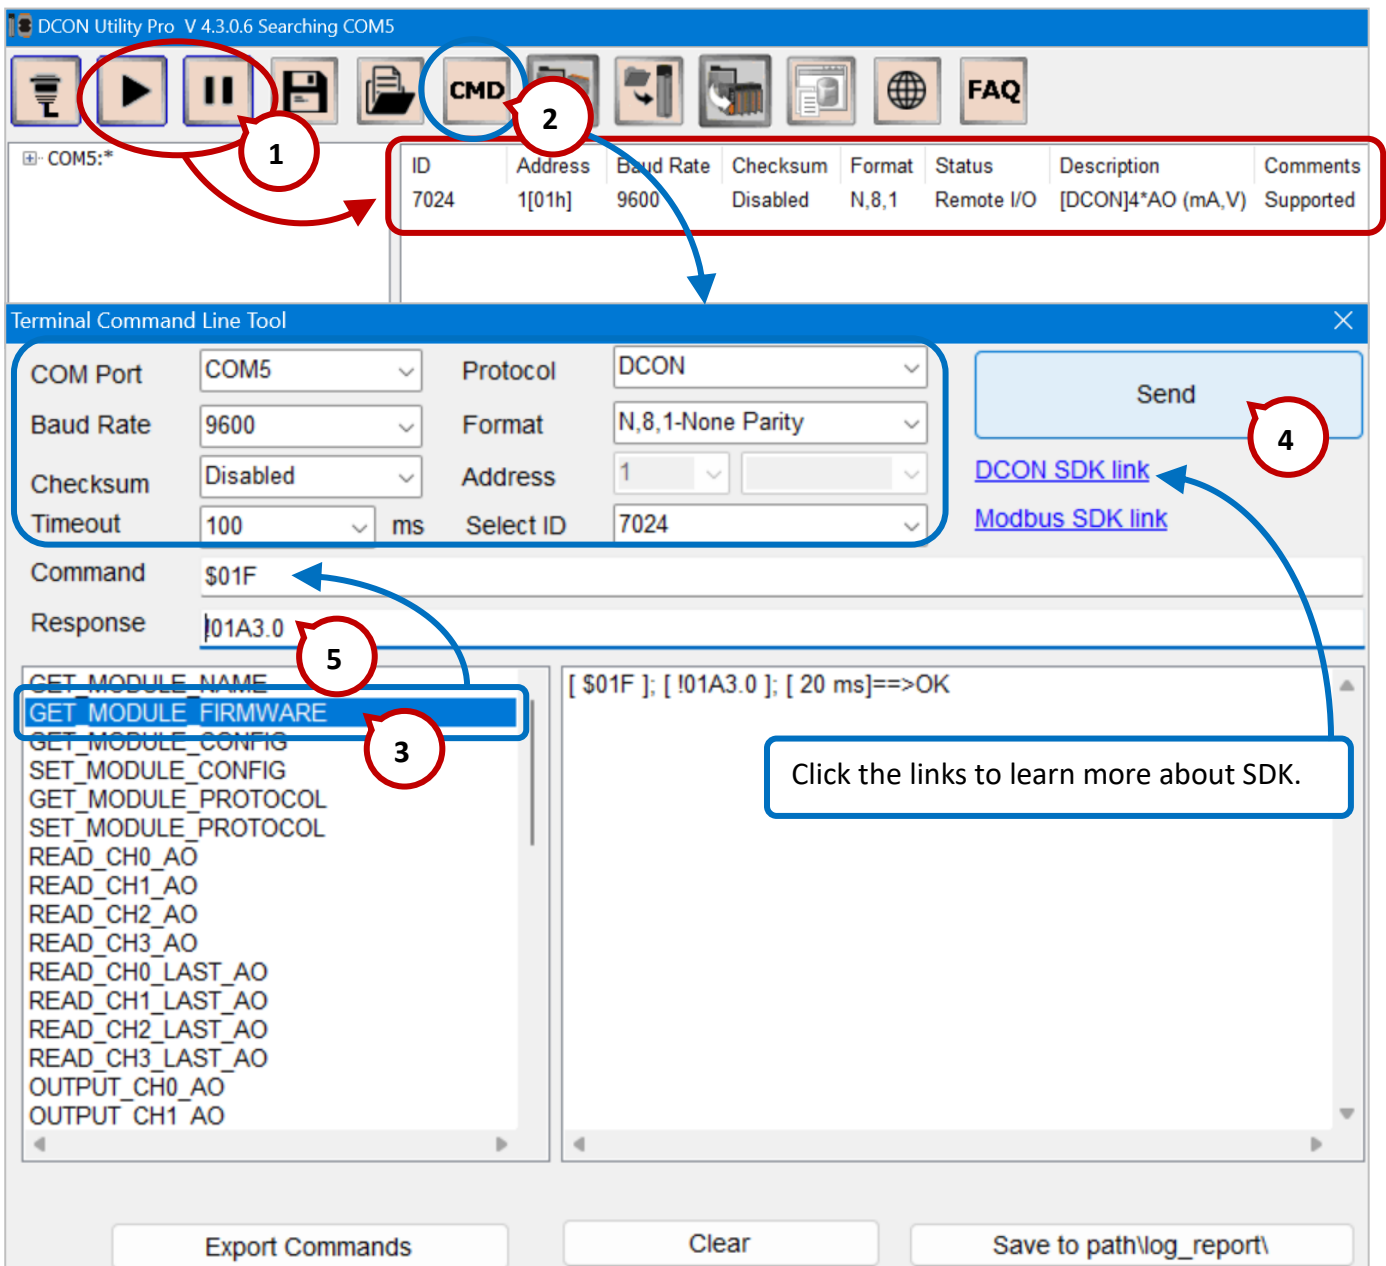 DCON Utility Pro V 4.3.0.6 Searching COM5
CMD
FAQ
2
1
COM5:*
ID Address Baud Rate Checksum Format Status Description Comments
7024 1[01h] 9600 Disabled N,8,1 Remote I/O [DCON]4*AO (mA,V) Supported
Terminal Command Line Tool
COM Port COM5 Protocol DCON
Send
Baud Rate 9600 Format N,8,1-None Parity
4
Checksum Disabled Address 1
DCON SDK link
Timeout 100 ms Select ID 7024
Modbus SDK link
Command $01F
Response !01A3.0
5
GET_MODULE_NAME
GET_MODULE_FIRMWARE
GET_MODULE_CONFIG
SET_MODULE_CONFIG
GET_MODULE_PROTOCOL
SET_MODULE_PROTOCOL
READ_CH0_AO
READ_CH1_AO
READ_CH2_AO
READ_CH3_AO
READ_CH0_LAST_AO
READ_CH1_LAST_AO
READ_CH2_LAST_AO
READ_CH3_LAST_AO
OUTPUT_CH0_AO
OUTPUT CH1 AO
3
[ $01F ]; [ !01A3.0 ]; [ 20 ms]==>OK
Click the links to learn more about SDK.
Export Commands
Clear
Save to path\log_report\